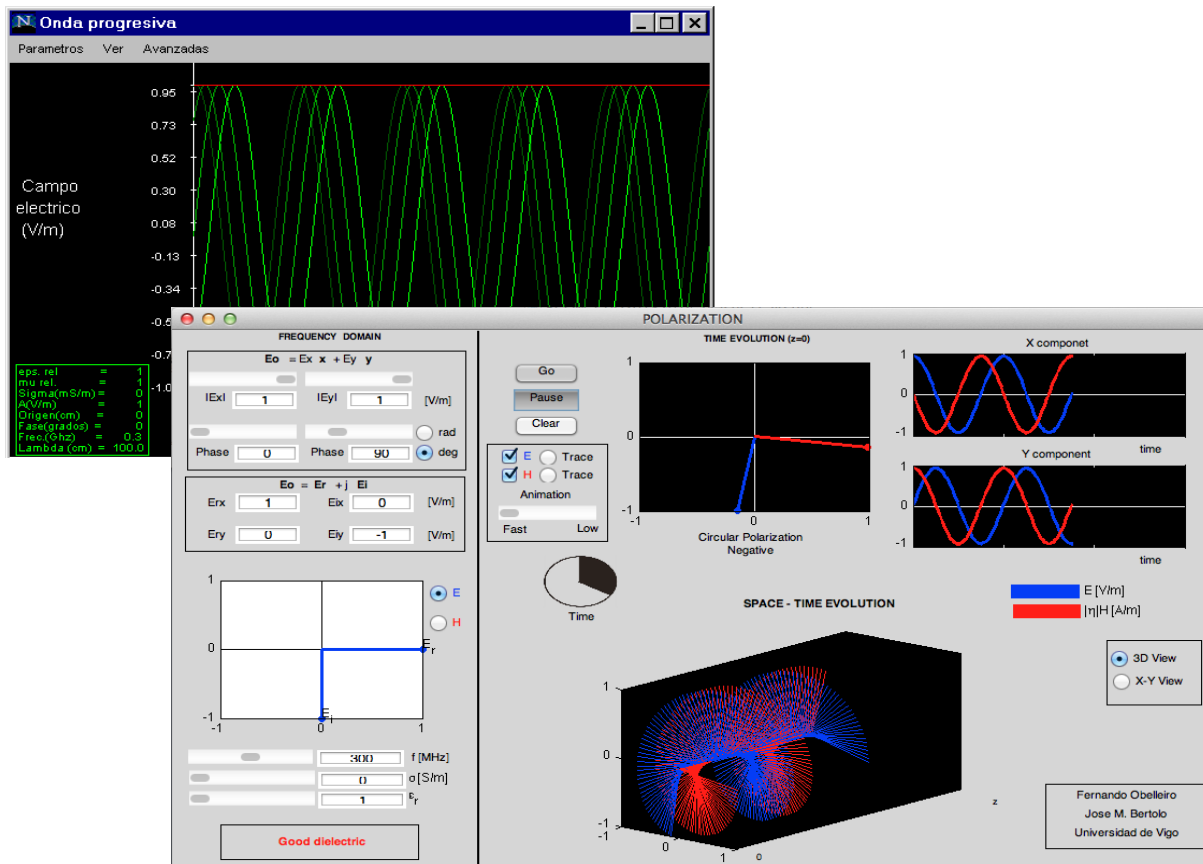 Onda progresiva
Parametros Ver Avanzadas
0.95
0.73
0.52
0.30
0.08
-0.13
-0.34
Campo
electrico
(V/m)
eps. rel = 1
mu rel. = 1
Sigma(mS/m) = 0
A(V/m) = 1
Origen(cm) = 0
Fase(grados) = 0
Frec.(Ghz) = 0.3
Lambda (cm) = 100.0
POLARIZATION
FREQUENCY DOMAIN
Eo = Ex x + Ey y
|Ex| 1 |Ey| 1 [V/m]
rad
Phase 0 Phase 90 deg
Eo = Er + j Ei
Erx 1 Eix 0 [V/m]
Ery 0 Eiy -1 [V/m]
1
0
-1
-1 0 1
Er
Ei
E
H
300 f [MHz]
0 σ [S/m]
1 εr
Good dielectric
Go
Pause
Clear
E Trace
H Trace
Animation
Fast Low
Time
TIME EVOLUTION (z=0)
1
0
-1
-1 0 1
Circular Polarization
Negative
X componet
1
0
-1
time
Y component
1
0
-1
time
E [V/m]
|η|H [A/m]
SPACE - TIME EVOLUTION
1
0
-1
-1
0
1
0
z
3D View
X-Y View
Fernando Obelleiro
Jose M. Bertolo
Universidad de Vigo